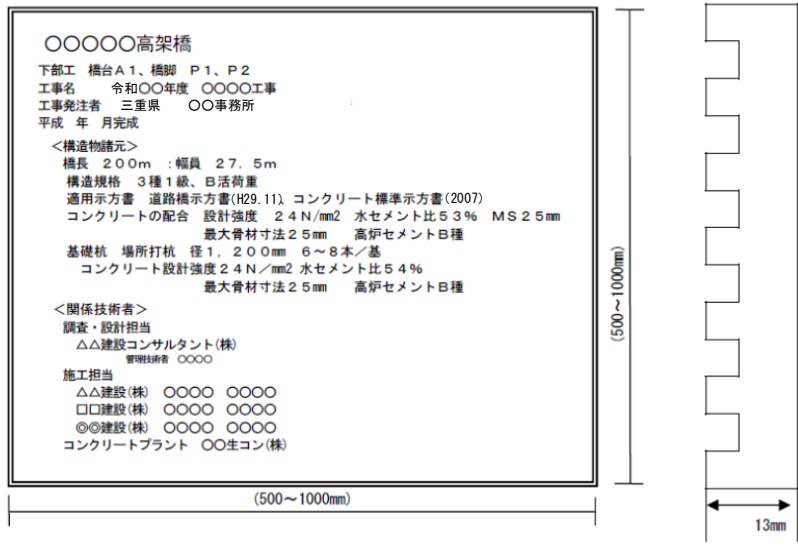 ○○○○○高架橋
下部工　橋台A1、橋脚　P1、P2
工事名　　　令和○○年度　○○○○工事
工事発注者　三重県　　○○事務所
平成　年　月完成
＜構造物諸元＞
橋長　200m　:幅員　27.5m
構造規格　3種1級、B活荷重
適用示方書　道路橋示方書(H29.11)、コンクリート標準示方書(2007)
コンクリートの配合　設計強度　24N/mm2　水セメント比53%　MS25mm
最大骨材寸法25mm　　高炉セメントB種
基礎杭　場所打杭　径1,200mm　6〜8本/基
コンクリート設計強度24N/mm2 水セメント比54%
最大骨材寸法25mm　　高炉セメントB種
＜関係技術者＞
調査・設計担当
△△建設コンサルタント(株)
管理技術者　○○○○
施工担当
△△建設(株)　○○○○　○○○○
□□建設(株)　○○○○　○○○○
◎◎建設(株)　○○○○　○○○○
コンクリートプラント　○○生コン(株)
(500〜1000mm)
(500〜1000mm)
13mm